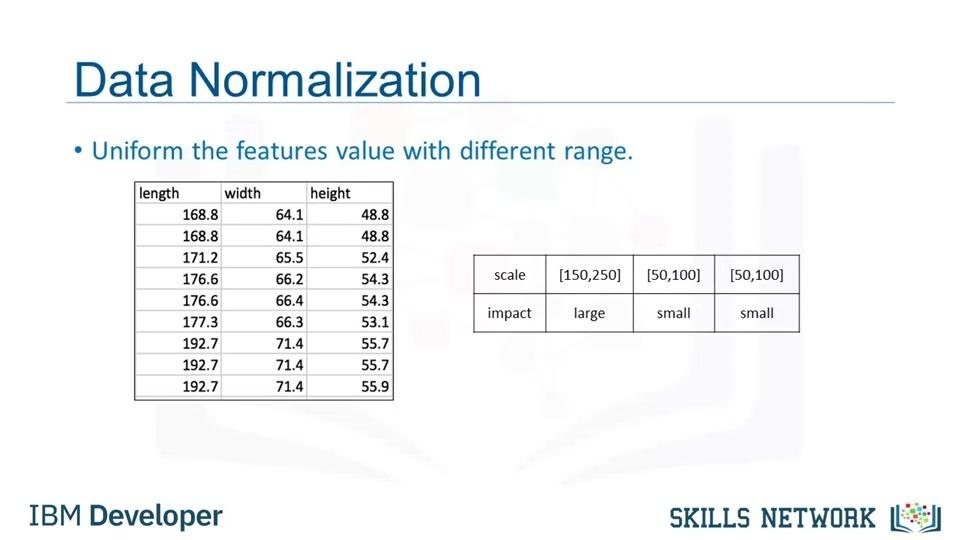 Data Normalization
• Uniform the features value with different range.
length width height
168.8 64.1 48.8
168.8 64.1 48.8
171.2 65.5 52.4
176.6 66.2 54.3
176.6 66.4 54.3
177.3 66.3 53.1
192.7 71.4 55.7
192.7 71.4 55.7
192.7 71.4 55.9
scale [150,250] [50,100] [50,100]
impact large small small
IBM Developer
SKILLS NETWORK